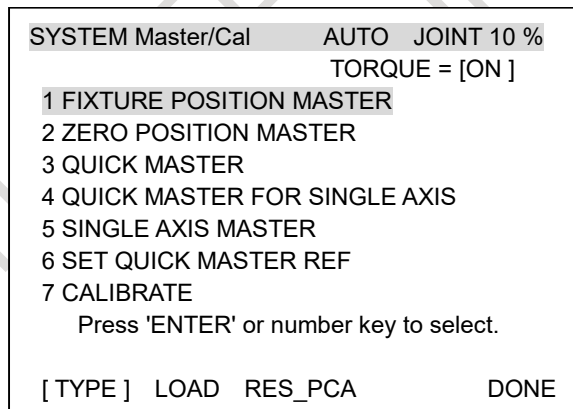 SYSTEM Master/Cal AUTO JOINT 10 %
TORQUE = [ON ]
1 FIXTURE POSITION MASTER
2 ZERO POSITION MASTER
3 QUICK MASTER
4 QUICK MASTER FOR SINGLE AXIS
5 SINGLE AXIS MASTER
6 SET QUICK MASTER REF
7 CALIBRATE
Press 'ENTER' or number key to select.
[ TYPE ] LOAD RES_PCA DONE